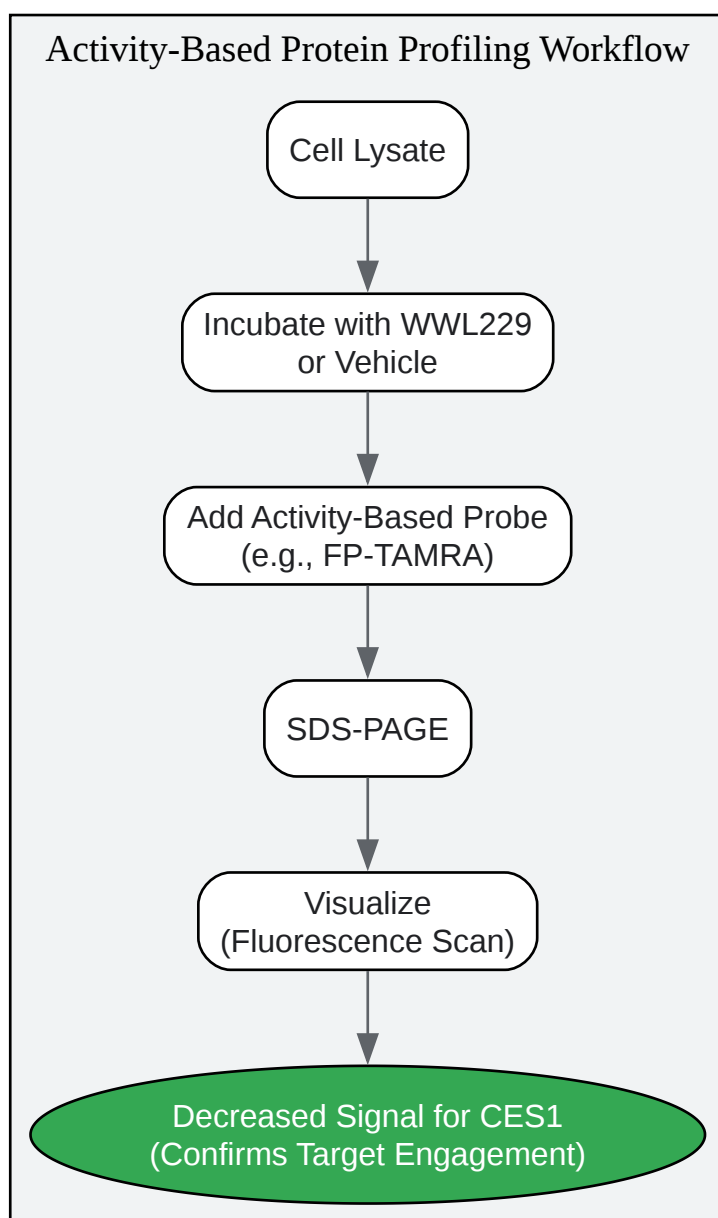 Activity-Based Protein Profiling Workflow
Cell Lysate
Incubate with WWL229
or Vehicle
Add Activity-Based Probe
(e.g., FP-TAMRA)
SDS-PAGE
Visualize
(Fluorescence Scan)
Decreased Signal for CES1
(Confirms Target Engagement)